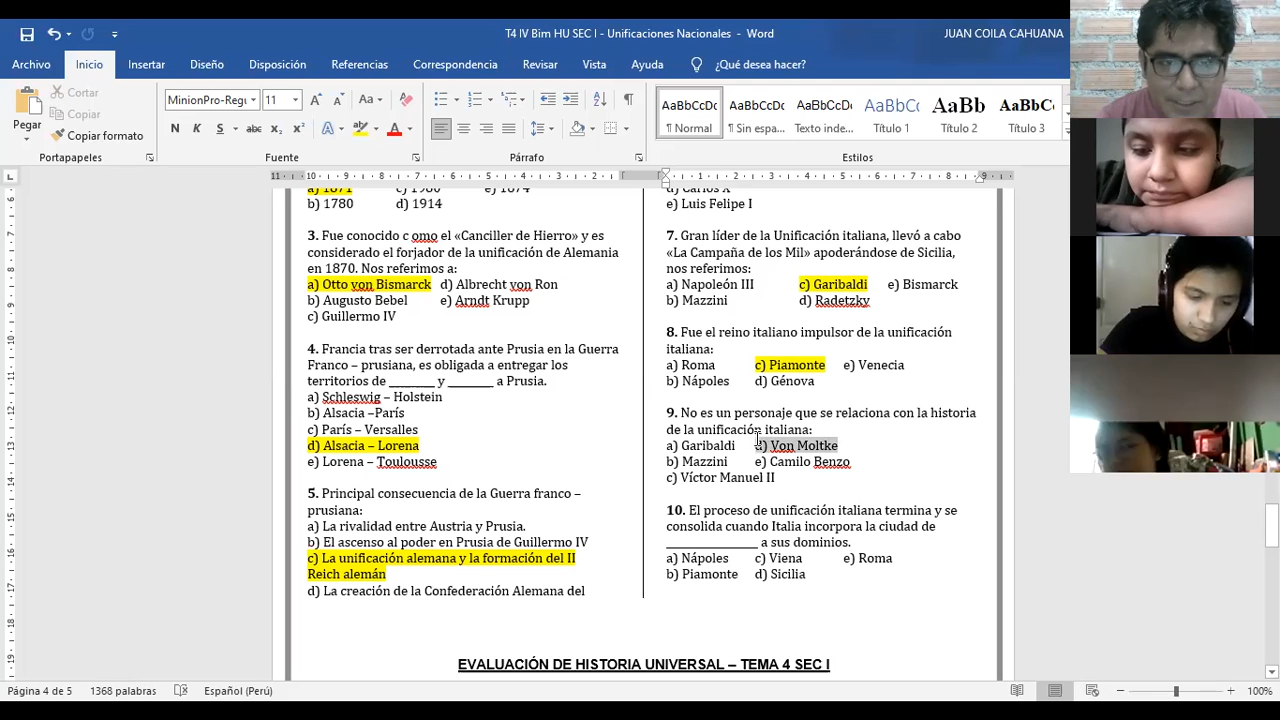 T4 IV Bim HU SEC I - Unificaciones Nacionales - Word
JUAN COILA CAHUANA
Archivo
Inicio
Insertar
Diseño
Disposición
Referencias
Correspondencia
Revisar
Vista
Ayuda
¿Qué desea hacer?
Pegar
Cortar
Copiar
Copiar formato
Portapapeles
MinionPro-Regu
11
N K S abc x₂ x²
Fuente
Párrafo
AaBbCcDc
¶ Normal
AaBbCcDc
¶ Sin espa...
AaBbCcDc
Texto inde...
AaBbCc
Título 1
AaBb
Título 2
AaBbCc
Título 3
Estilos
a) 1871 c) 1980 e) 1874
b) 1780 d) 1914
3. Fue conocido c omo el «Canciller de Hierro» y es
considerado el forjador de la unificación de Alemania
en 1870. Nos referimos a:
a) Otto von Bismarck d) Albrecht von Ron
b) Augusto Bebel e) Arndt Krupp
c) Guillermo IV
4. Francia tras ser derrotada ante Prusia en la Guerra
Franco – prusiana, es obligada a entregar los
territorios de ________ y ________ a Prusia.
a) Schleswig – Holstein
b) Alsacia –París
c) París – Versalles
d) Alsacia – Lorena
e) Lorena – Toulousse
5. Principal consecuencia de la Guerra franco –
prusiana:
a) La rivalidad entre Austria y Prusia.
b) El ascenso al poder en Prusia de Guillermo IV
c) La unificación alemana y la formación del II
Reich alemán
d) La creación de la Confederación Alemana del
d) Carlos X
e) Luis Felipe I
7. Gran líder de la Unificación italiana, llevó a cabo
«La Campaña de los Mil» apoderándose de Sicilia,
nos referimos:
a) Napoleón III c) Garibaldi e) Bismarck
b) Mazzini d) Radetzky
8. Fue el reino italiano impulsor de la unificación
italiana:
a) Roma c) Piamonte e) Venecia
b) Nápoles d) Génova
9. No es un personaje que se relaciona con la historia
de la unificación italiana:
a) Garibaldi d) Von Moltke
b) Mazzini e) Camilo Benzo
c) Víctor Manuel II
10. El proceso de unificación italiana termina y se
consolida cuando Italia incorpora la ciudad de
________________ a sus dominios.
a) Nápoles c) Viena e) Roma
b) Piamonte d) Sicilia
EVALUACIÓN DE HISTORIA UNIVERSAL – TEMA 4 SEC I
Página 4 de 5
1368 palabras
Español (Perú)
100%